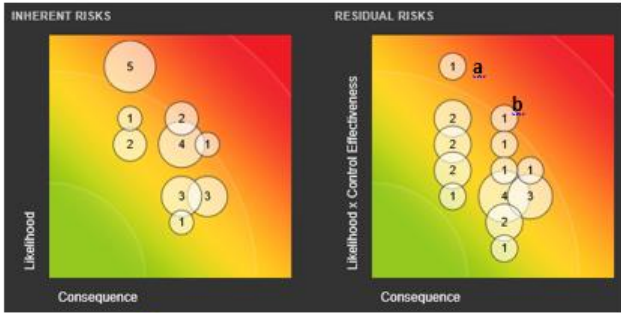 INHERENT RISKS
5
1
2
2
4
1
3
3
1
Likelihood
Consequence
RESIDUAL RISKS
1
a
2
1
b
2
1
2
1
1
1
4
3
2
1
Likelihood x Control Effectiveness
Consequence